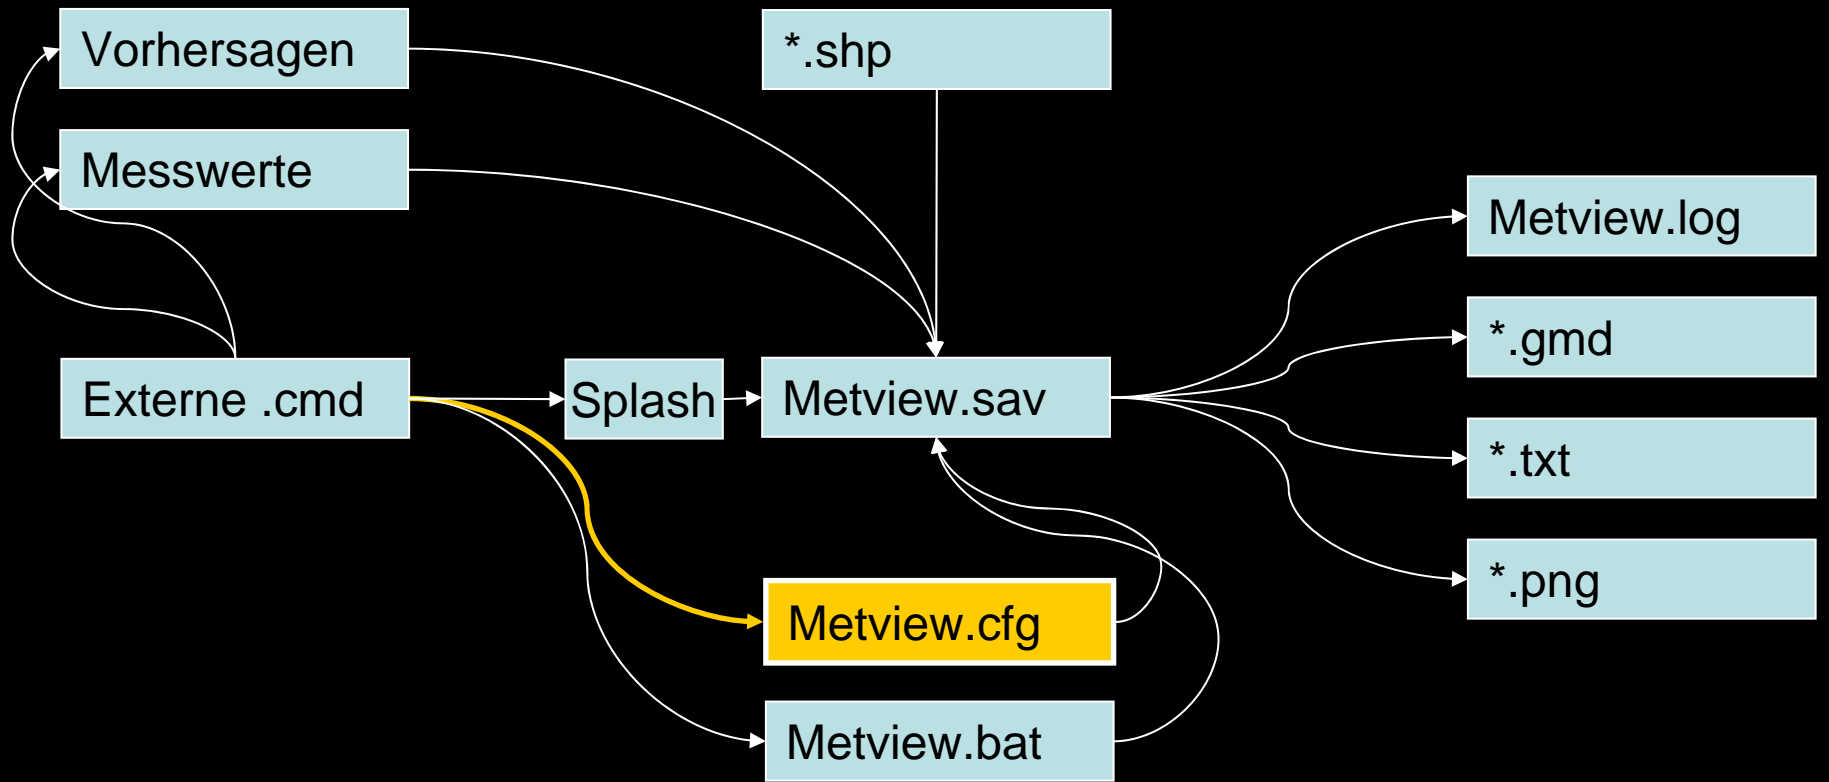 Vorhersagen
*.shp
Messwerte
Metview.log
*.gmd
Externe .cmd
Splash
Metview.sav
*.txt
*.png
Metview.cfg
Metview.bat